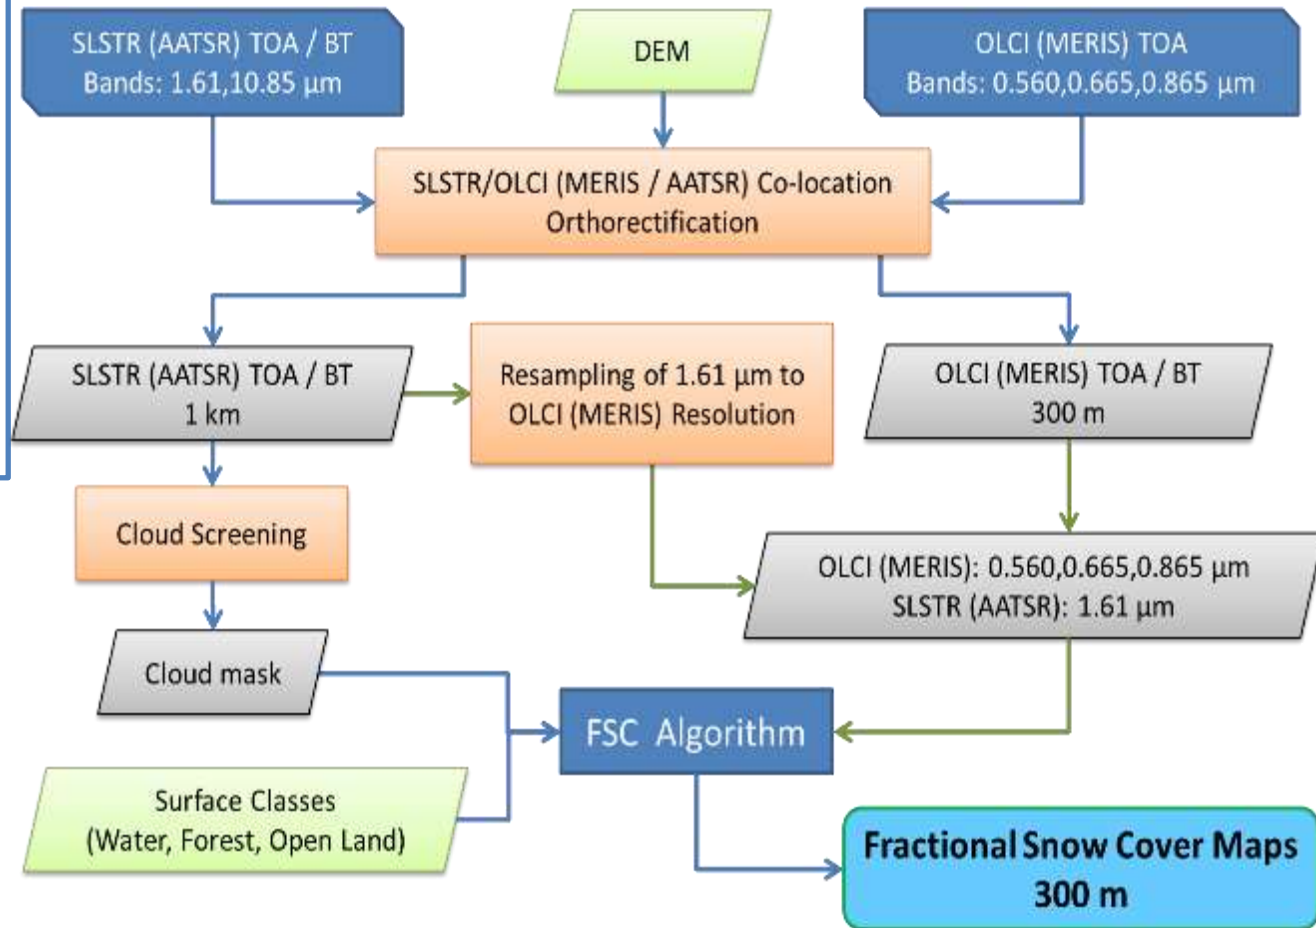 SLSTR (AATSR) TOA / BT
Bands: 1.61,10.85 μm
DEM
OLCI (MERIS) TOA
Bands: 0.560,0.665,0.865 μm
SLSTR/OLCI (MERIS / AATSR) Co-location
Orthorectification
SLSTR (AATSR) TOA / BT
1 km
Resampling of 1.61 μm to
OLCI (MERIS) Resolution
OLCI (MERIS) TOA / BT
300 m
Cloud Screening
OLCI (MERIS): 0.560,0.665,0.865 μm
SLSTR (AATSR): 1.61 μm
Cloud mask
FSC Algorithm
Surface Classes
(Water, Forest, Open Land)
Fractional Snow Cover Maps
300 m